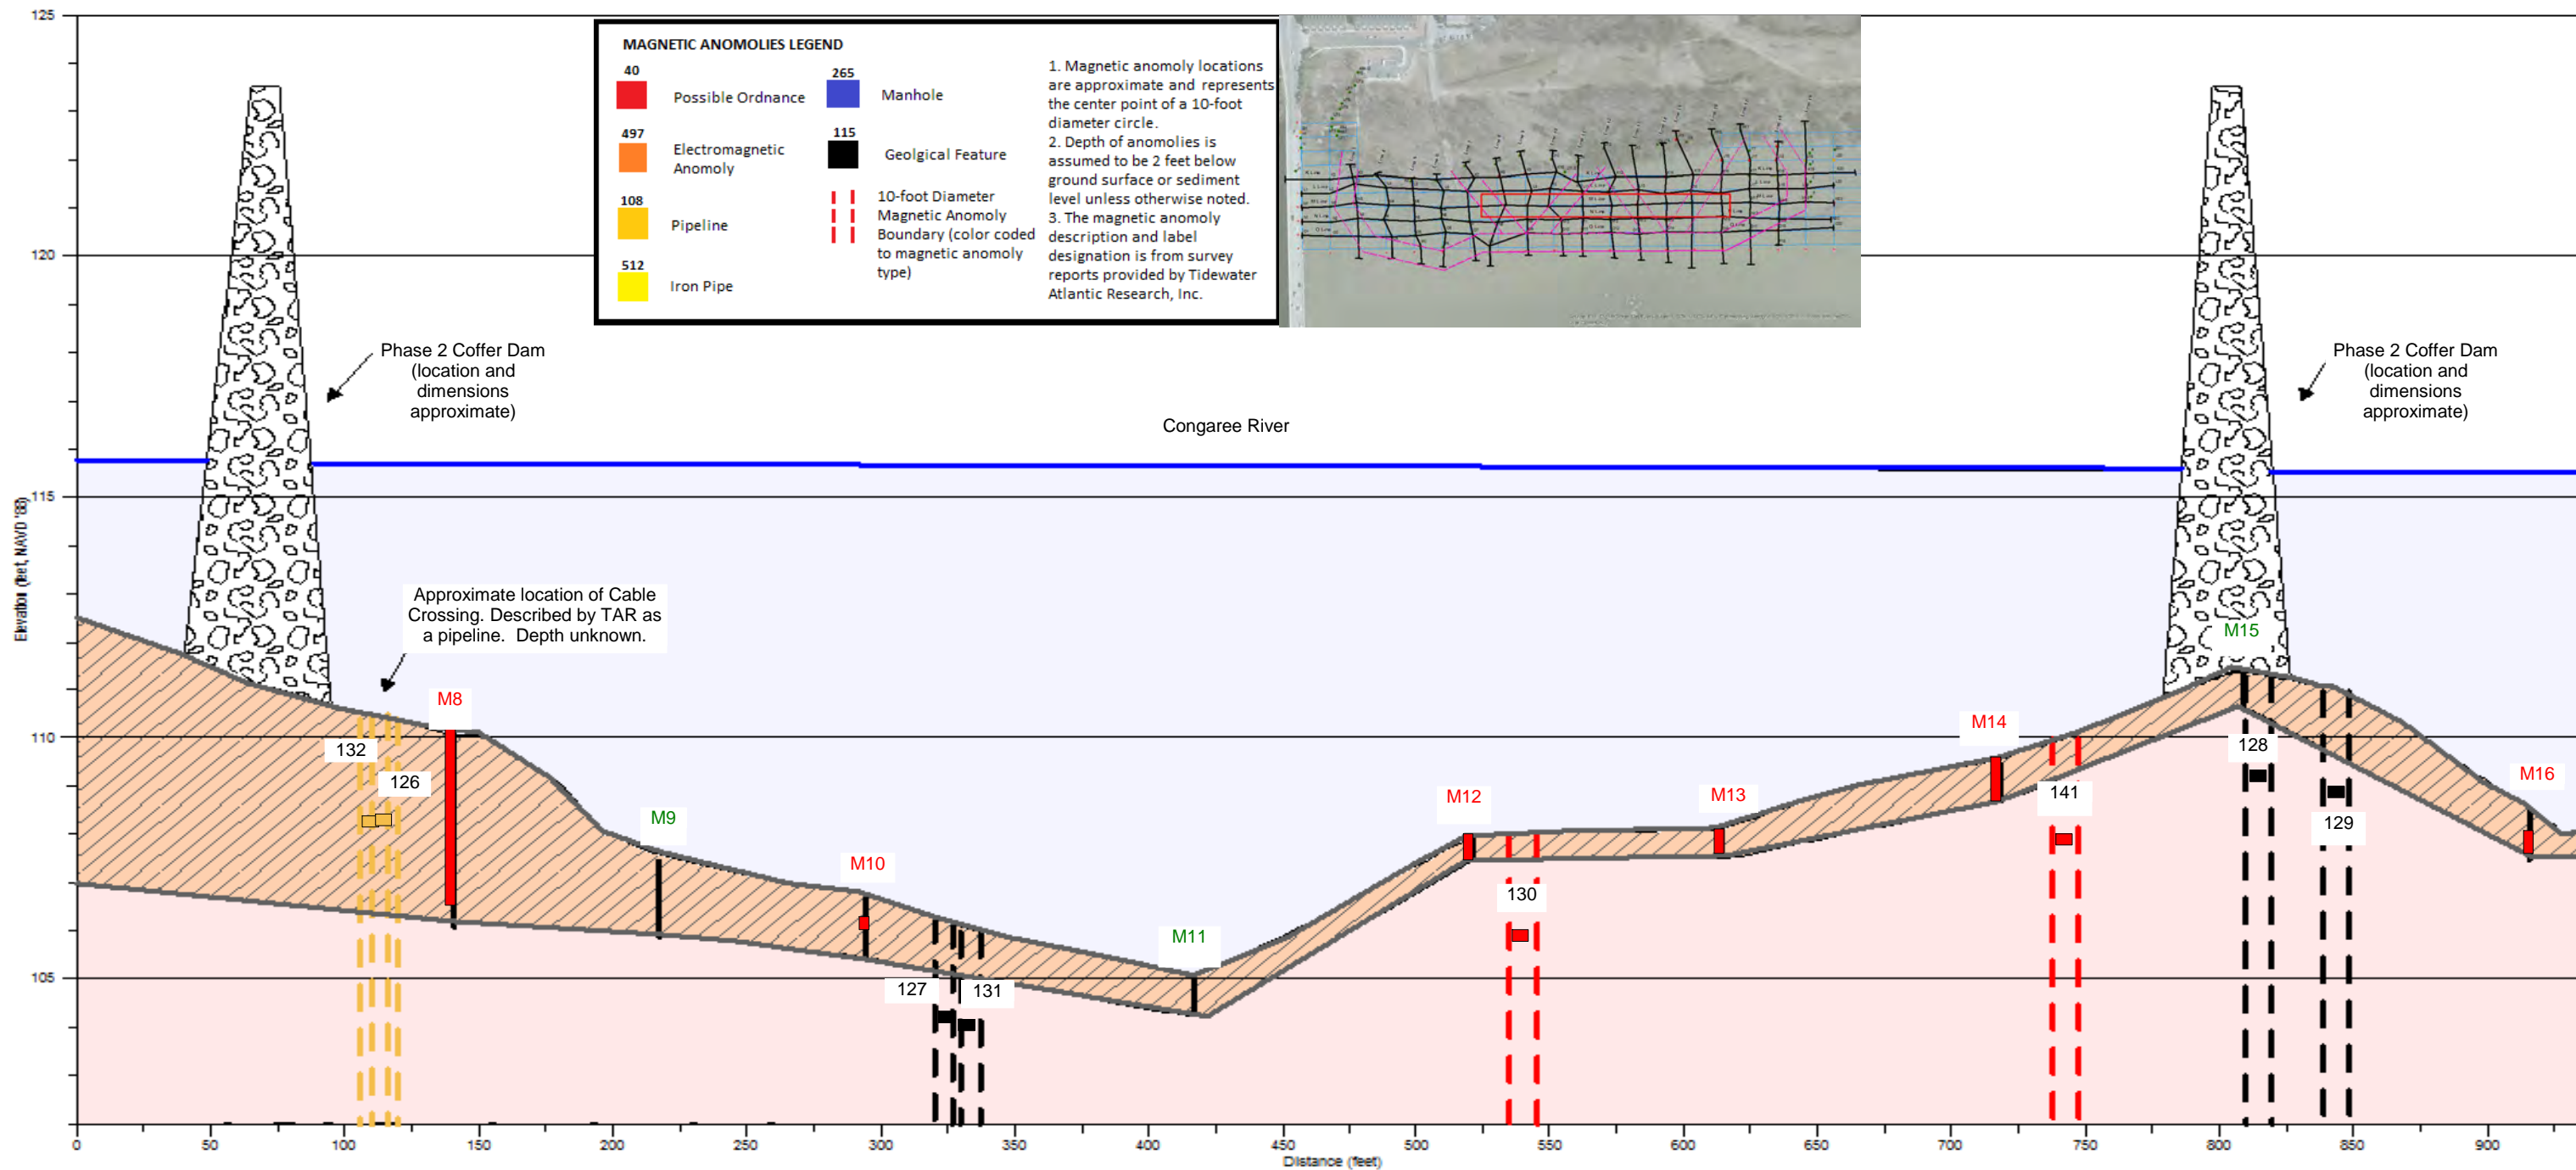 125
120
115
110
105
Elevation (feet, NAVD '88)
MAGNETIC ANOMOLIES LEGEND
40
Possible Ordnance
497
Electromagnetic
Anomoly
108
Pipeline
512
Iron Pipe
265
Manhole
115
Geolgical Feature
10-foot Diameter
Magnetic Anomoly
Boundary (color coded
to magnetic anomoly
type)
1. Magnetic anomoly locations
are approximate and represents
the center point of a 10-foot
diameter circle.
2. Depth of anomolies is
assumed to be 2 feet below
ground surface or sediment
level unless otherwise noted.
3. The magnetic anomoly
description and label
designation is from survey
reports provided by Tidewater
Atlantic Research, Inc.
Phase 2 Coffer Dam
(location and
dimensions
approximate)
Congaree River
Phase 2 Coffer Dam
(location and
dimensions
approximate)
Approximate location of Cable
Crossing. Described by TAR as
a pipeline. Depth unknown.
M8
132
126
M9
M10
127
131
M11
M12
130
M13
M14
141
M15
128
129
M16
0
50
100
150
200
250
300
350
400
450
500
550
600
650
700
750
800
850
900
Distance (feet)